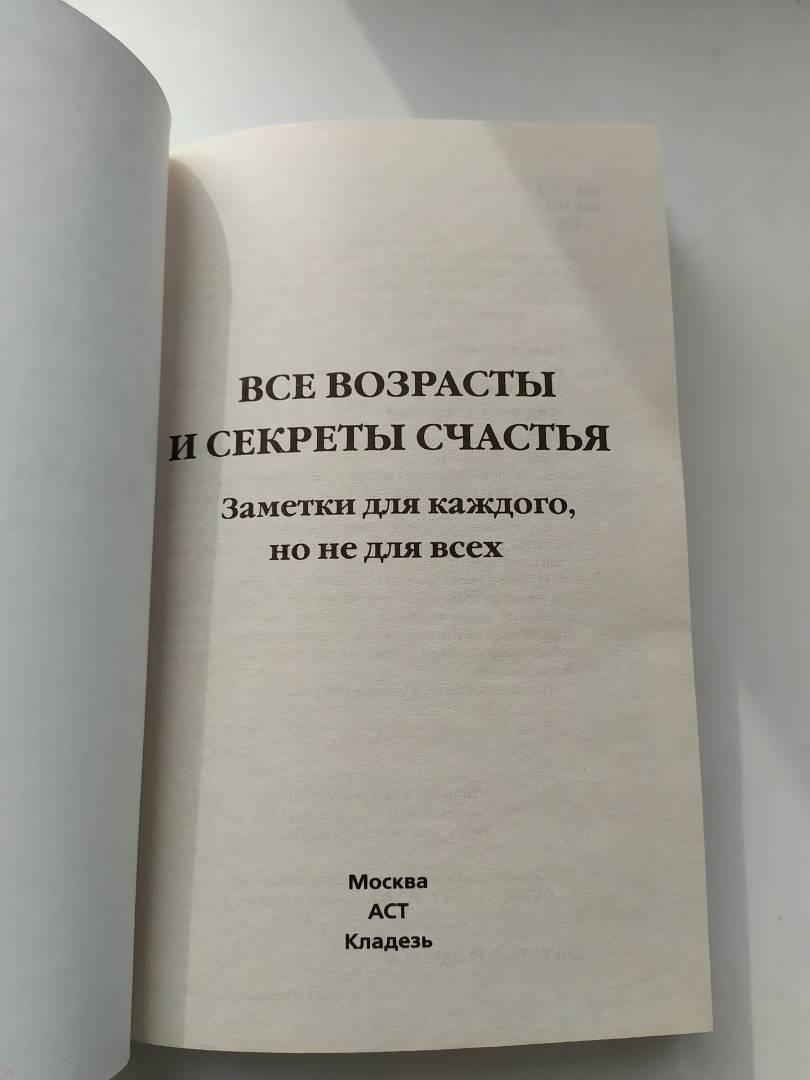 ВСЕ ВОЗРАСТЫ
И СЕКРЕТЫ СЧАСТЬЯ
Заметки для каждого,
но не для всех
Москва
АСТ
Кладезь